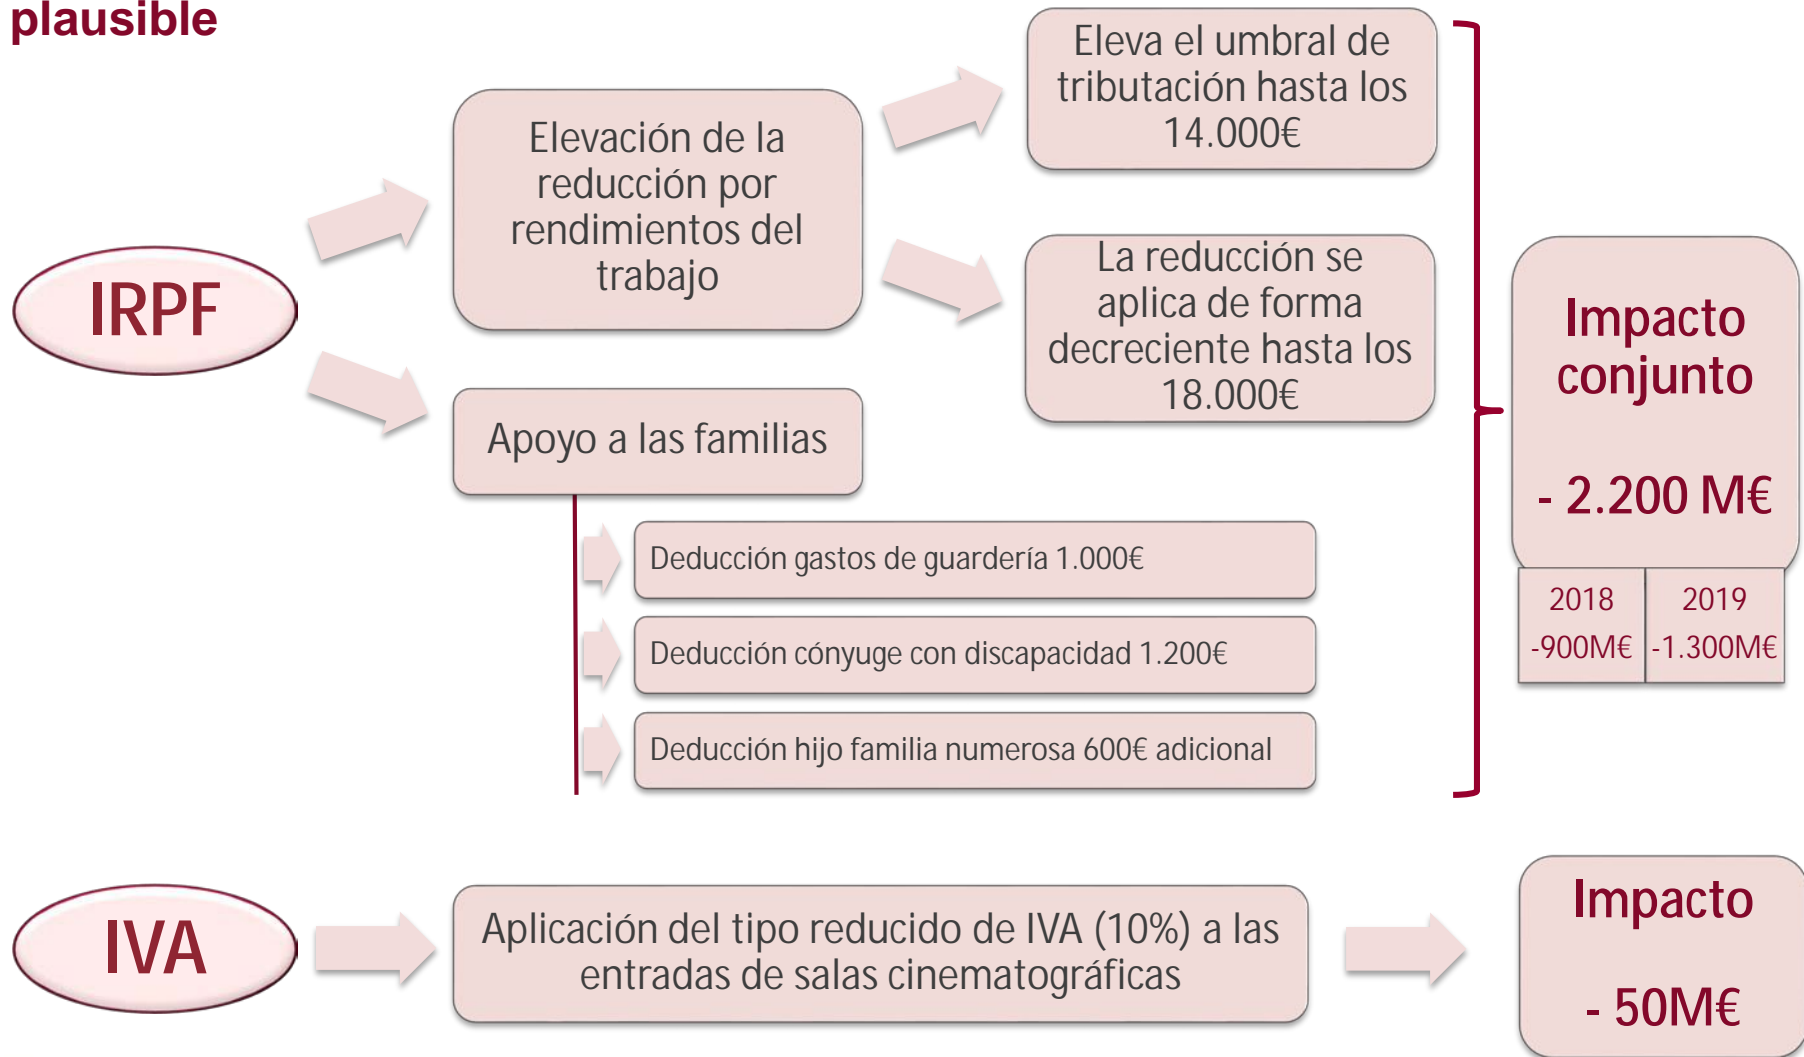 plausible
IRPF
Elevación de la
reducción por
rendimientos del
trabajo
Eleva el umbral de
tributación hasta los
14.000€
La reducción se
aplica de forma
decreciente hasta los
18.000€
Apoyo a las familias
Deducción gastos de guardería 1.000€
Deducción cónyuge con discapacidad 1.200€
Deducción hijo familia numerosa 600€ adicional
Impacto
conjunto
- 2.200 M€
2018 2019
-900M€ -1.300M€
IVA
Aplicación del tipo reducido de IVA (10%) a las
entradas de salas cinematográficas
Impacto
- 50M€